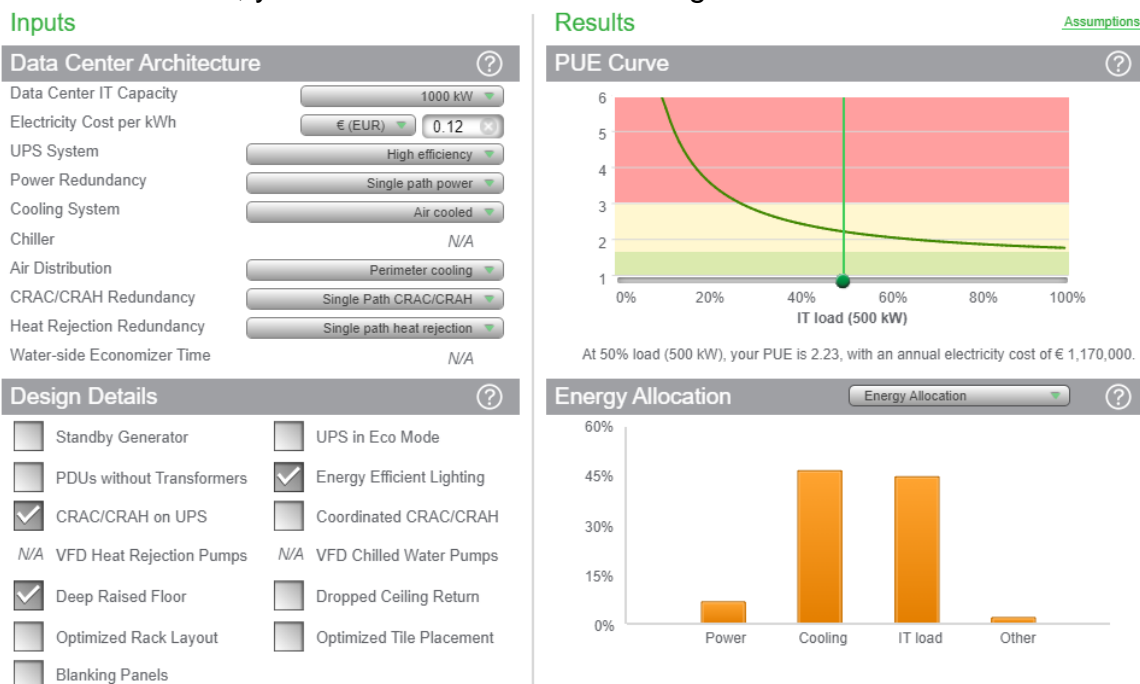 Inputs
Data Center Architecture ?
Data Center IT Capacity 1000 kW
Electricity Cost per kWh € (EUR) 0.12
UPS System High efficiency
Power Redundancy Single path power
Cooling System Air cooled
Chiller N/A
Air Distribution Perimeter cooling
CRAC/CRAH Redundancy Single Path CRAC/CRAH
Heat Rejection Redundancy Single path heat rejection
Water-side Economizer Time N/A
Design Details ?
Standby Generator UPS in Eco Mode
PDUs without Transformers Energy Efficient Lighting
CRAC/CRAH on UPS Coordinated CRAC/CRAH
N/A VFD Heat Rejection Pumps N/A VFD Chilled Water Pumps
Deep Raised Floor Dropped Ceiling Return
Optimized Rack Layout Optimized Tile Placement
Blanking Panels
Results Assumptions
PUE Curve ?
6
5
4
3
2
1
0% 20% 40% 60% 80% 100%
IT load (500 kW)
At 50% load (500 kW), your PUE is 2.23, with an annual electricity cost of € 1,170,000.
Energy Allocation Energy Allocation ?
60%
45%
30%
15%
0%
Power Cooling IT load Other